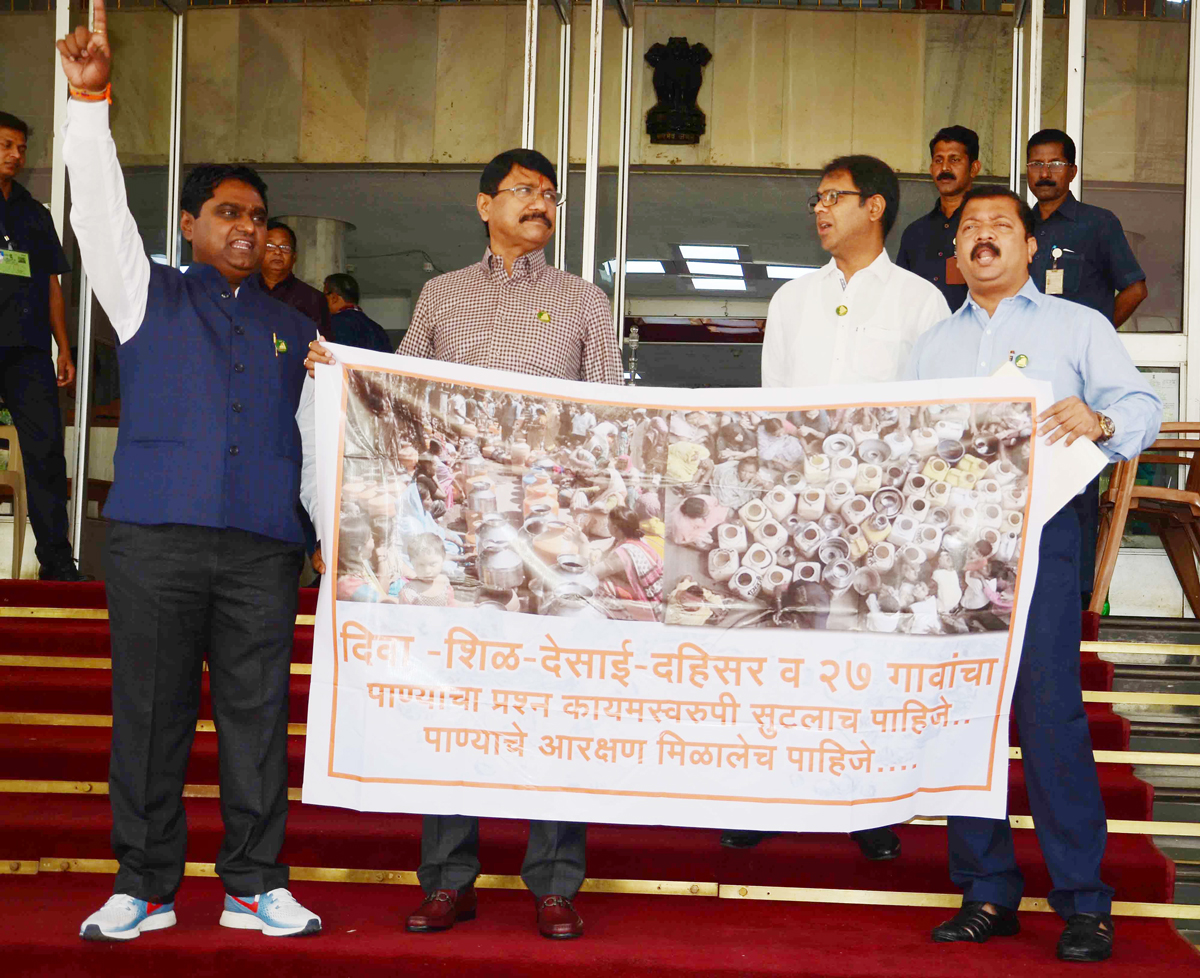 दिवा -शिळ-देसाई-दहिसर व २७ गावांचा
पाण्याचा प्रश्न कायमस्वरुपी सुटलाच पाहिजे..
पाण्याचे आरक्षण मिळालेच पाहिजे....